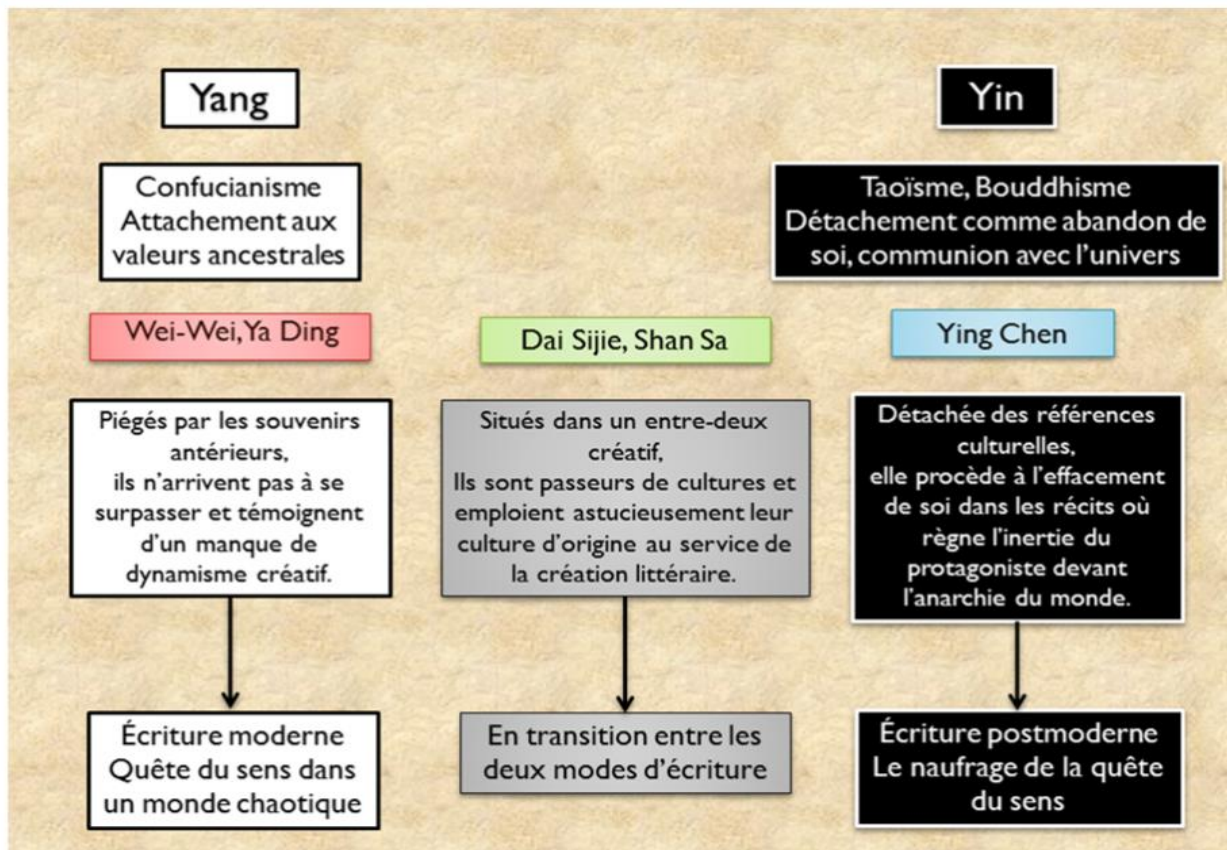 Yang
Yin
Confucianisme
Attachement aux
valeurs ancestrales
Taoïsme, Bouddhisme
Détachement comme abandon de
soi, communion avec l'univers
Wei-Wei, Ya Ding
Dai Sijie, Shan Sa
Ying Chen
Piégés par les souvenirs
antérieurs,
ils n'arrivent pas à se
surpasser et témoignent
d'un manque de
dynamisme créatif.
Situés dans un entre-deux
créatif,
Ils sont passeurs de cultures et
emploient astucieusement leur
culture d'origine au service de
la création littéraire.
Détachée des références
culturelles,
elle procède à l'effacement
de soi dans les récits où
règne l'inertie du
protagoniste devant
l'anarchie du monde.
Écriture moderne
Quête du sens dans
un monde chaotique
En transition entre les
deux modes d'écriture
Écriture postmoderne
Le naufrage de la quête
du sens